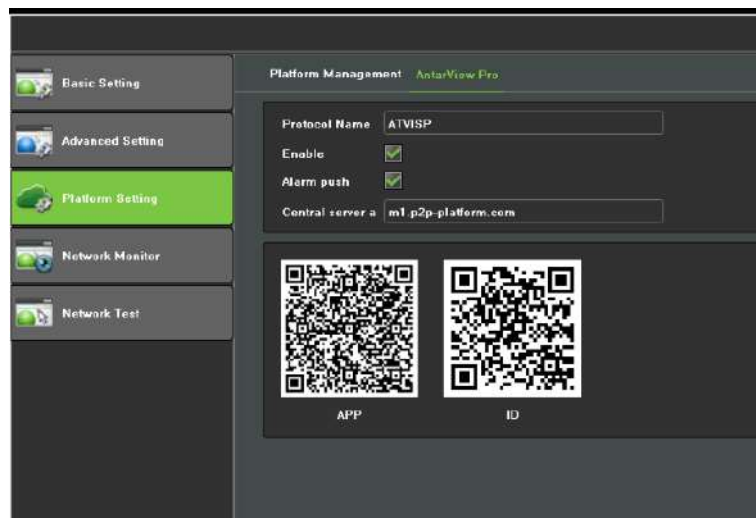 Platform Management AntarView Pro
Basic Setting
Protocol Name ATVISP
Advanced Setting
Enable
Alarm push
Platform Setting
Central server a m1.p2p-platform.com
Network Monitor
Network Test
APP ID